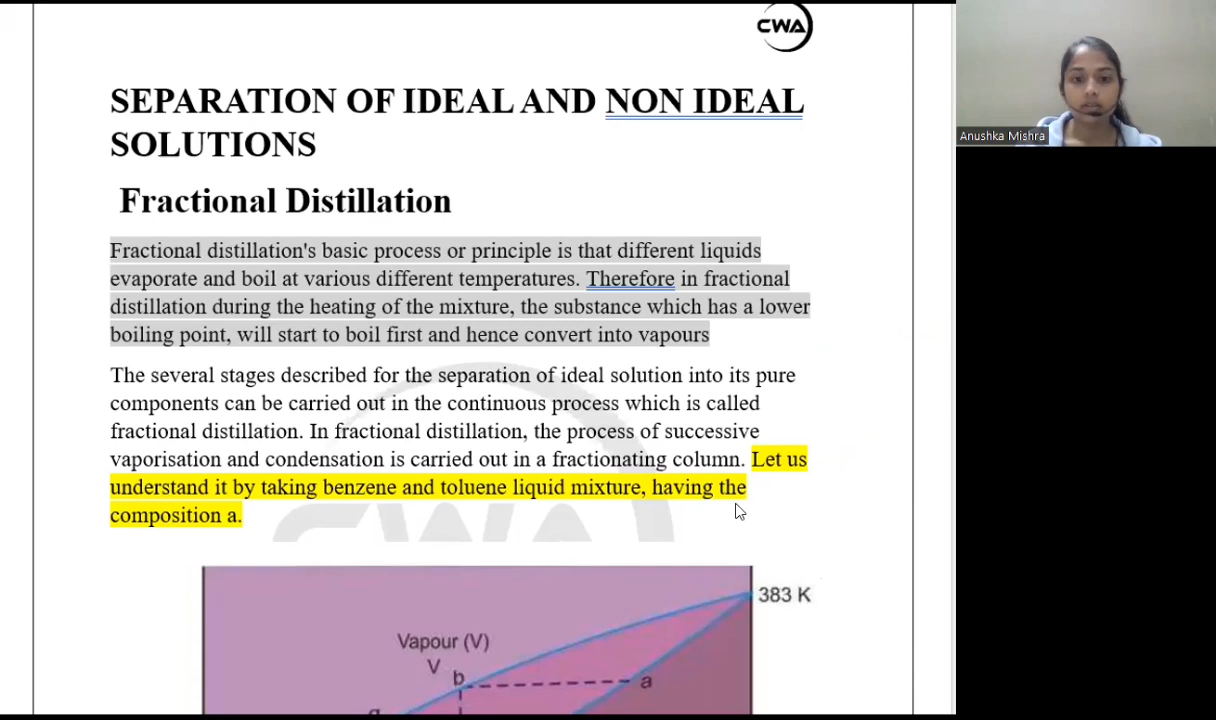 CWA
SEPARATION OF IDEAL AND NON IDEAL
SOLUTIONS
Fractional Distillation
Fractional distillation's basic process or principle is that different liquids
evaporate and boil at various different temperatures. Therefore in fractional
distillation during the heating of the mixture, the substance which has a lower
boiling point, will start to boil first and hence convert into vapours
The several stages described for the separation of ideal solution into its pure
components can be carried out in the continuous process which is called
fractional distillation. In fractional distillation, the process of successive
vaporisation and condensation is carried out in a fractionating column. Let us
understand it by taking benzene and toluene liquid mixture, having the
composition a.
CWA
383 K
Vapour (V)
V
b
a
Anushka Mishra